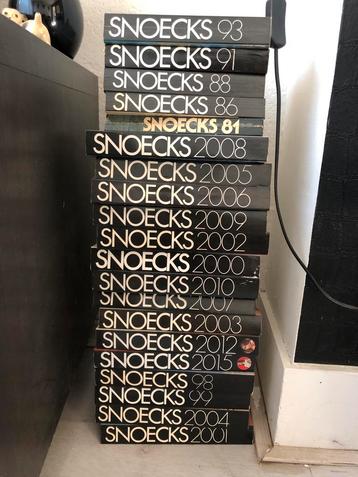 SNOECKS 93
SNOECKS 91
SNOECKS 88
SNOECKS 86
SNOECKS 81
SNOECKS 2008
SNOECKS 2005
SNOECKS 2006
SNOECKS 2009
SNOECKS 2002
SNOECKS 2000
SNOECKS 2010
SNOECKS 2007
SNOECKS 2003
SNOECKS 2012
SNOECKS 2015
SNOECKS 98
SNOECKS 99
SNOECKS 2004
SNOECKS 2001